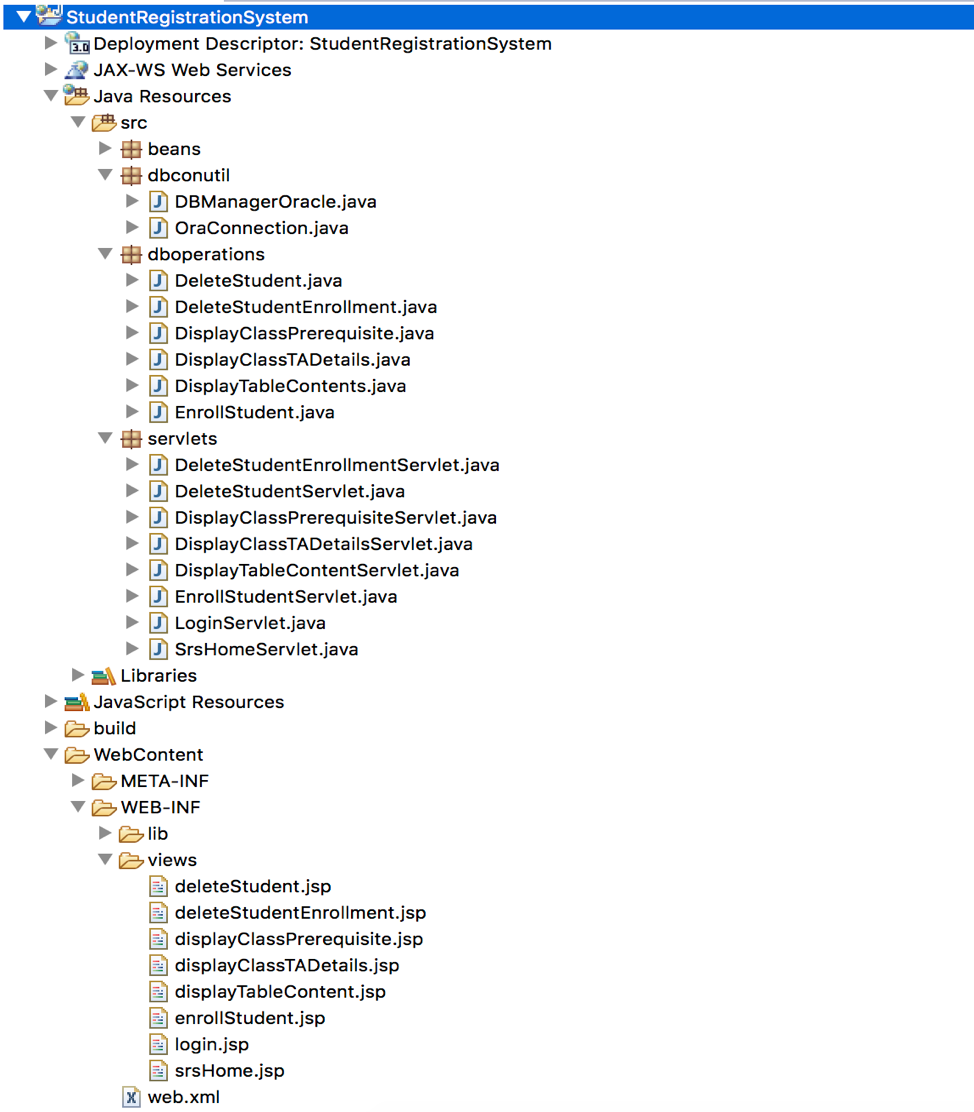 StudentRegistrationSystem
Deployment Descriptor: StudentRegistrationSystem
JAX-WS Web Services
Java Resources
src
beans
dbconutil
DBManagerOracle.java
OraConnection.java
dboperations
DeleteStudent.java
DeleteStudentEnrollment.java
DisplayClassPrerequisite.java
DisplayClassTADetails.java
DisplayTableContents.java
EnrollStudent.java
servlets
DeleteStudentEnrollmentServlet.java
DeleteStudentServlet.java
DisplayClassPrerequisiteServlet.java
DisplayClassTADetailsServlet.java
DisplayTableContentServlet.java
EnrollStudentServlet.java
LoginServlet.java
SrsHomeServlet.java
Libraries
JavaScript Resources
build
WebContent
META-INF
WEB-INF
lib
views
deleteStudent.jsp
deleteStudentEnrollment.jsp
displayClassPrerequisite.jsp
displayClassTADetails.jsp
displayTableContent.jsp
enrollStudent.jsp
login.jsp
srsHome.jsp
web.xml